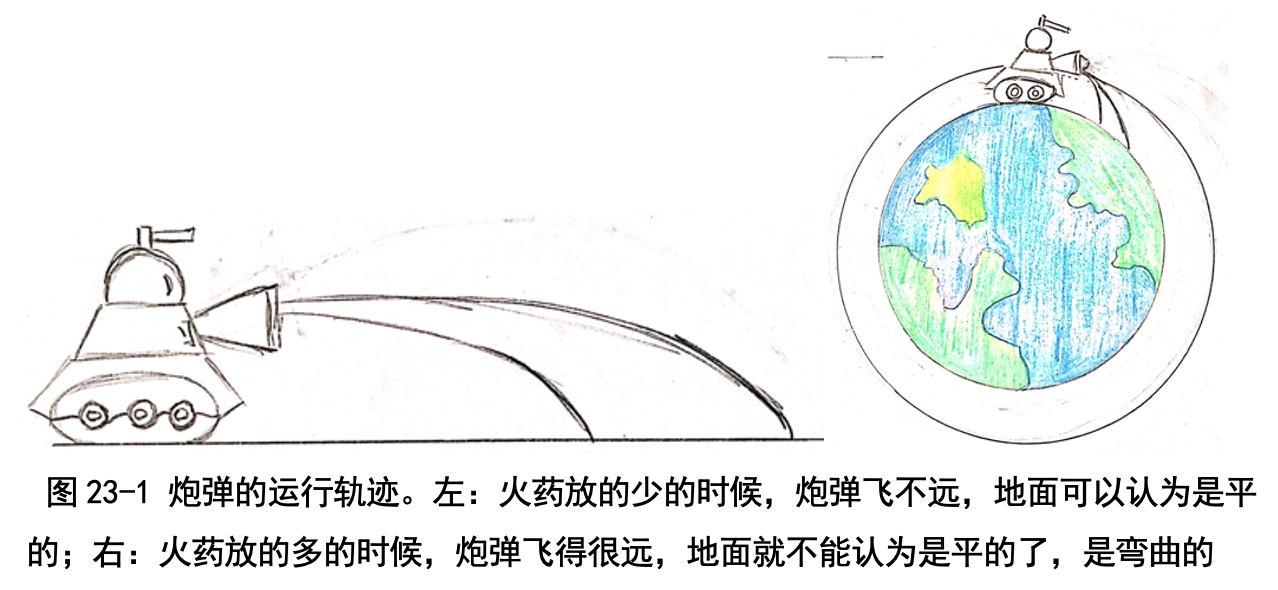 图 23-1 炮弹的运行轨迹。左：火药放的少的时候，炮弹飞不远，地面可以认为是平
的；右：火药放的多的时候，炮弹飞得很远，地面就不能认为是平的了，是弯曲的